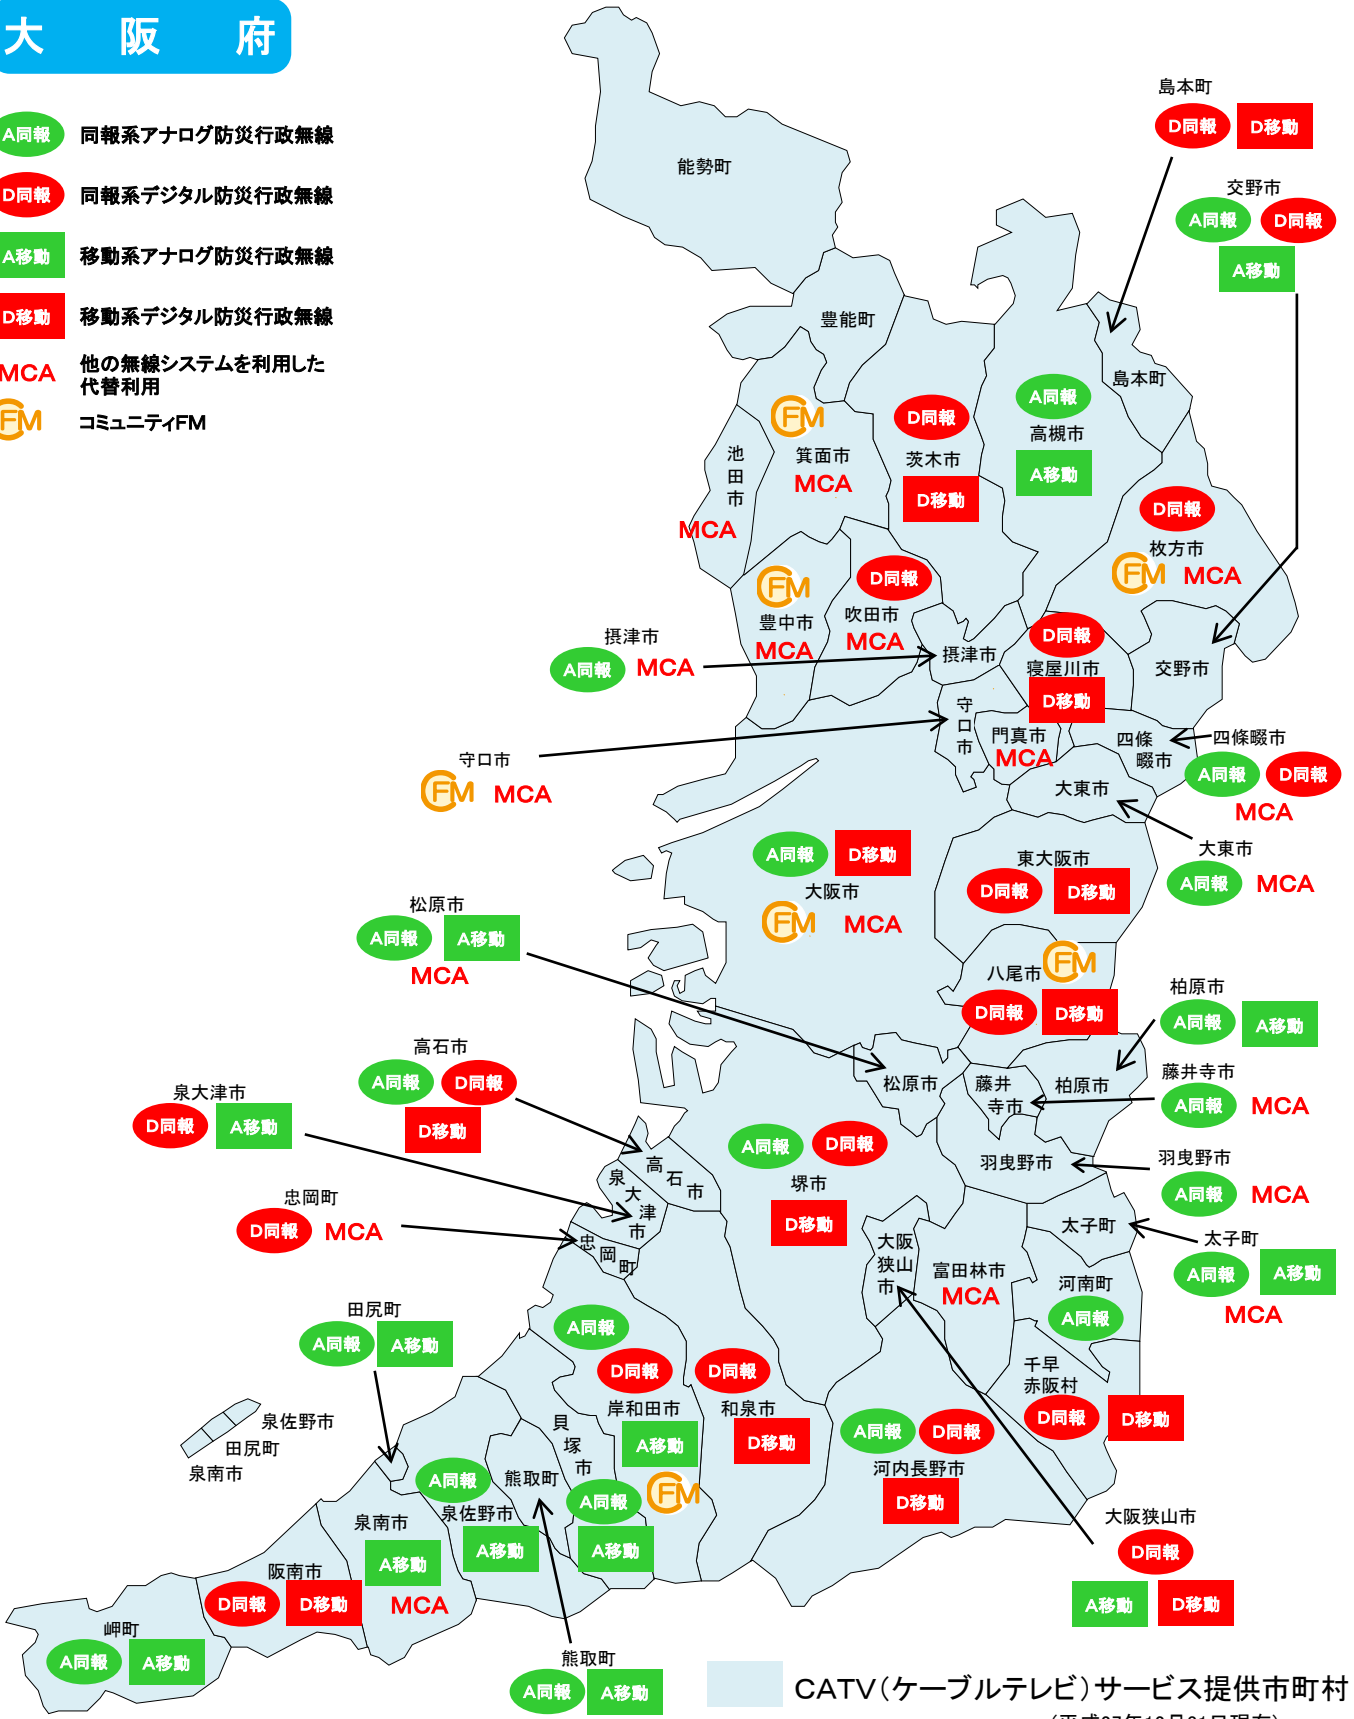 大阪府
A同報 同報系アナログ防災行政無線
D同報 同報系デジタル防災行政無線
A移動 移動系アナログ防災行政無線
D移動 移動系デジタル防災行政無線
MCA 他の無線システムを利用した
代替利用
CFM コミュニティFM
能勢町
島本町
D同報 D移動
交野市
A同報 D同報
A移動
豊能町
島本町
A同報
高槻市
A移動
CFM
箕面市
MCA
D同報
茨木市
D移動
池田市
MCA
D同報
枚方市
CFM MCA
CFM
豊中市
MCA
D同報
吹田市
MCA
摂津市
A同報 MCA
摂津市
D同報
寝屋川市
D移動
交野市
守口市
門真市
MCA
四條
畷市
四條畷市
A同報 D同報
MCA
守口市
CFM MCA
大東市
大東市
A同報 MCA
A同報 D移動
大阪市
CFM MCA
東大阪市
D同報 D移動
松原市
A同報 A移動
MCA
八尾市 CFM
D同報 D移動
柏原市
A同報 A移動
高石市
A同報 D同報
D移動
松原市
藤井
寺市
柏原市
藤井寺市
A同報 MCA
泉大津市
D同報 A移動
A同報 D同報
堺市
D移動
羽曳野市
羽曳野市
A同報 MCA
高石市
泉大津市
忠岡町
忠岡町
D同報 MCA
大阪
狭山
市
富田林市
MCA
太子町
太子町
A同報 A移動
MCA
河南町
A同報
田尻町
A同報 A移動
A同報
D同報
岸和田市
A移動
CFM
D同報
和泉市
D移動
千早
赤阪村
D同報 D移動
A同報 D同報
河内長野市
D移動
泉佐野市
田尻町
泉南市
貝塚市
A同報
A移動
熊取町
A同報
泉佐野市
A移動
泉南市
A移動
MCA
大阪狭山市
D同報
A移動 D移動
阪南市
D同報 D移動
岬町
A同報 A移動
熊取町
A同報 A移動
CATV(ケーブルテレビ)サービス提供市町村